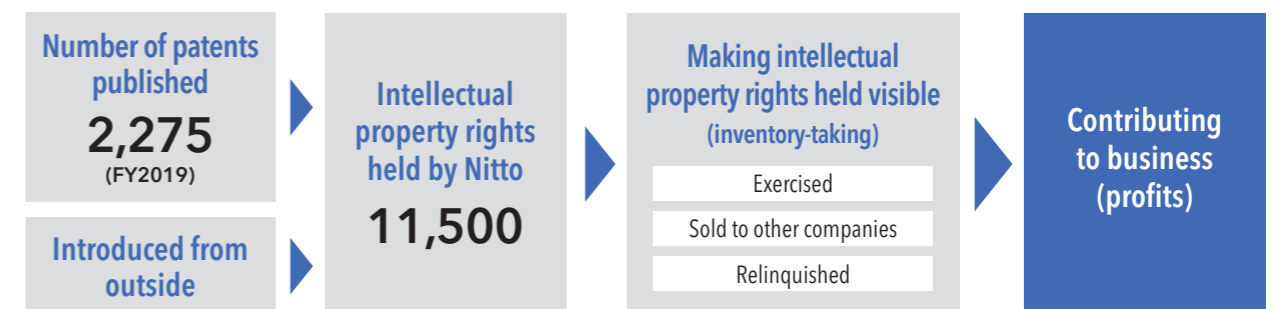 Number of patents
published
2,275
(FY2019)
Introduced from
outside
Intellectual
property rights
held by Nitto
11,500
Making intellectual
property rights held visible
(inventory-taking)
Exercised
Sold to other companies
Relinquished
Contributing
to business
(profits)